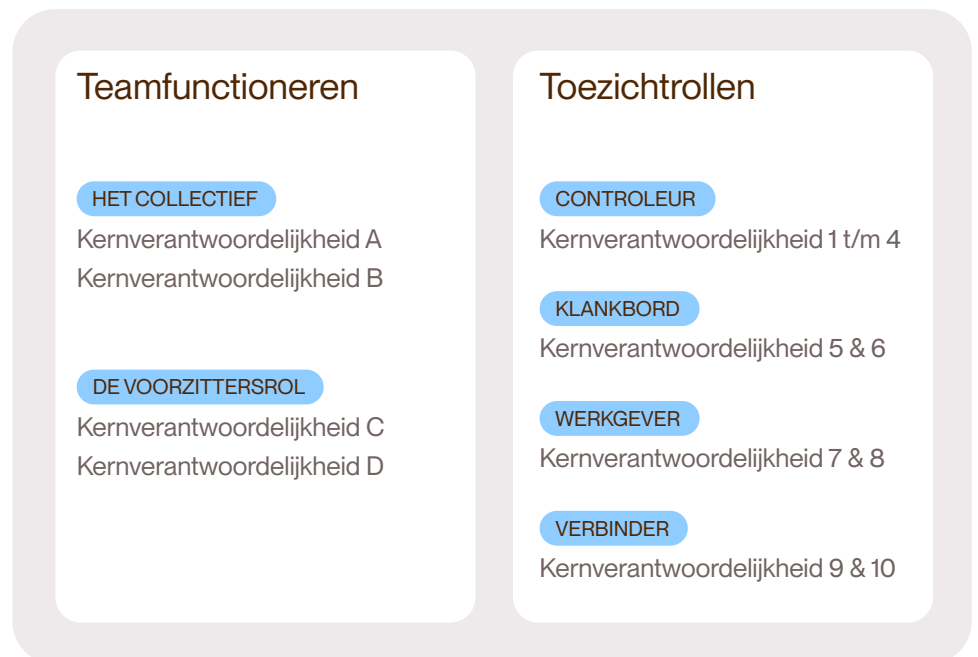 Teamfunctioneren
HET COLLECTIEF
Kernverantwoordelijkheid A
Kernverantwoordelijkheid B
DE VOORZITTERSROL
Kernverantwoordelijkheid C
Kernverantwoordelijkheid D
Toezichtrollen
CONTROLEUR
Kernverantwoordelijkheid 1 t/m 4
KLANKBORD
Kernverantwoordelijkheid 5 & 6
WERKGEVER
Kernverantwoordelijkheid 7 & 8
VERBINDER
Kernverantwoordelijkheid 9 & 10